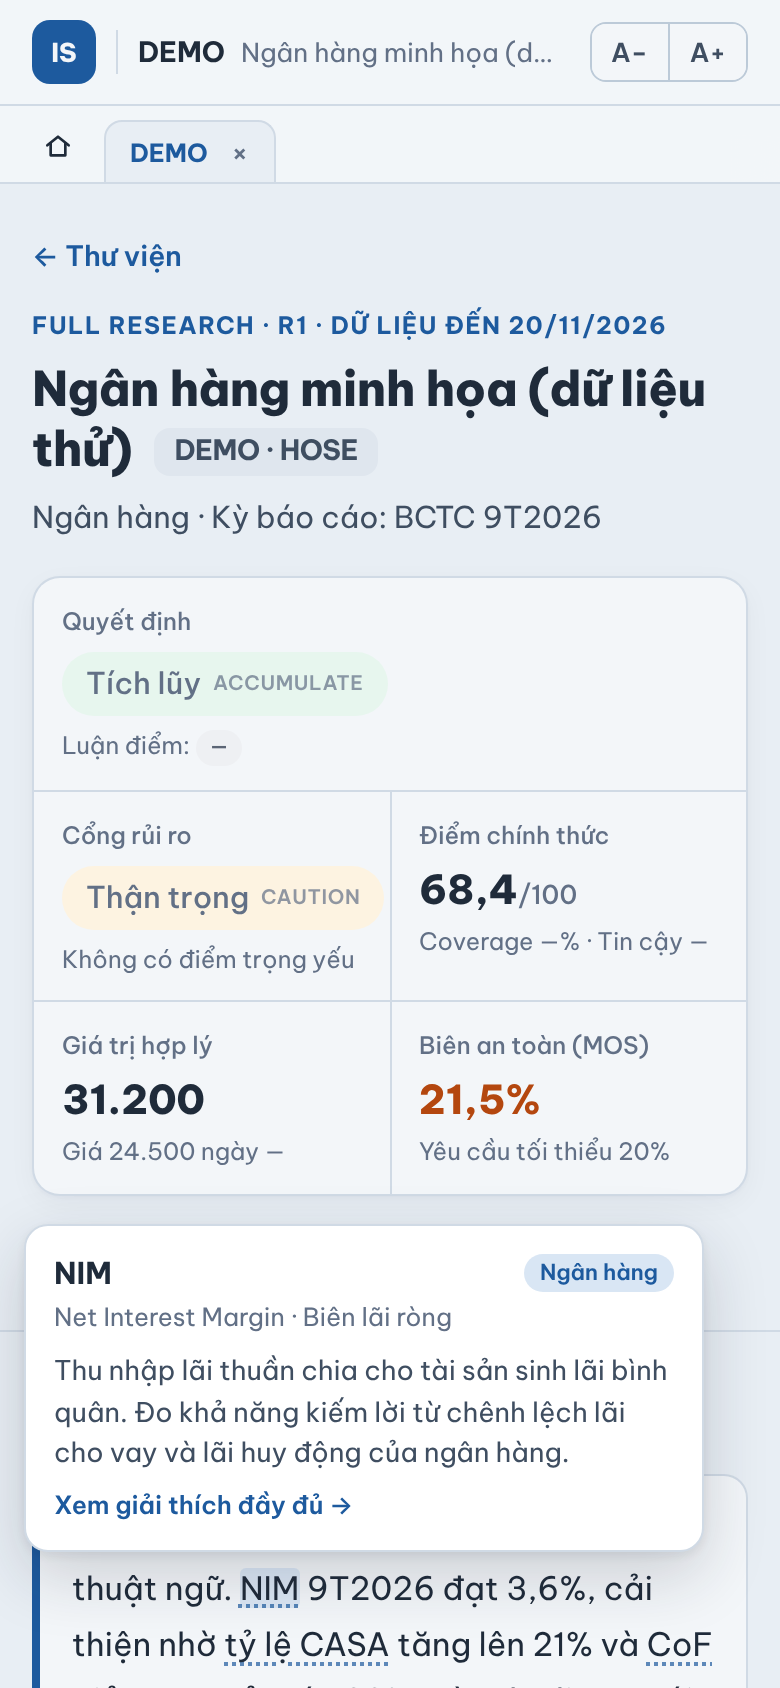 IS DEMO Ngân hàng minh họa (d... A− A+
DEMO ×
← Thư viện
FULL RESEARCH · R1 · DỮ LIỆU ĐẾN 20/11/2026
Ngân hàng minh họa (dữ liệu
thử) DEMO · HOSE
Ngân hàng · Kỳ báo cáo: BCTC 9T2026
Quyết định
Tích lũy ACCUMULATE
Luận điểm: —
Cổng rủi ro
Thận trọng CAUTION
Không có điểm trọng yếu
Điểm chính thức
68,4/100
Coverage —% · Tin cậy —
Giá trị hợp lý
31.200
Giá 24.500 ngày —
Biên an toàn (MOS)
21,5%
Yêu cầu tối thiểu 20%
NIM Ngân hàng
Net Interest Margin · Biên lãi ròng
Thu nhập lãi thuần chia cho tài sản sinh lãi bình
quân. Đo khả năng kiếm lời từ chênh lệch lãi
cho vay và lãi huy động của ngân hàng.
Xem giải thích đầy đủ →
thuật ngữ. NIM 9T2026 đạt 3,6%, cải
thiện nhờ tỷ lệ CASA tăng lên 21% và CoF